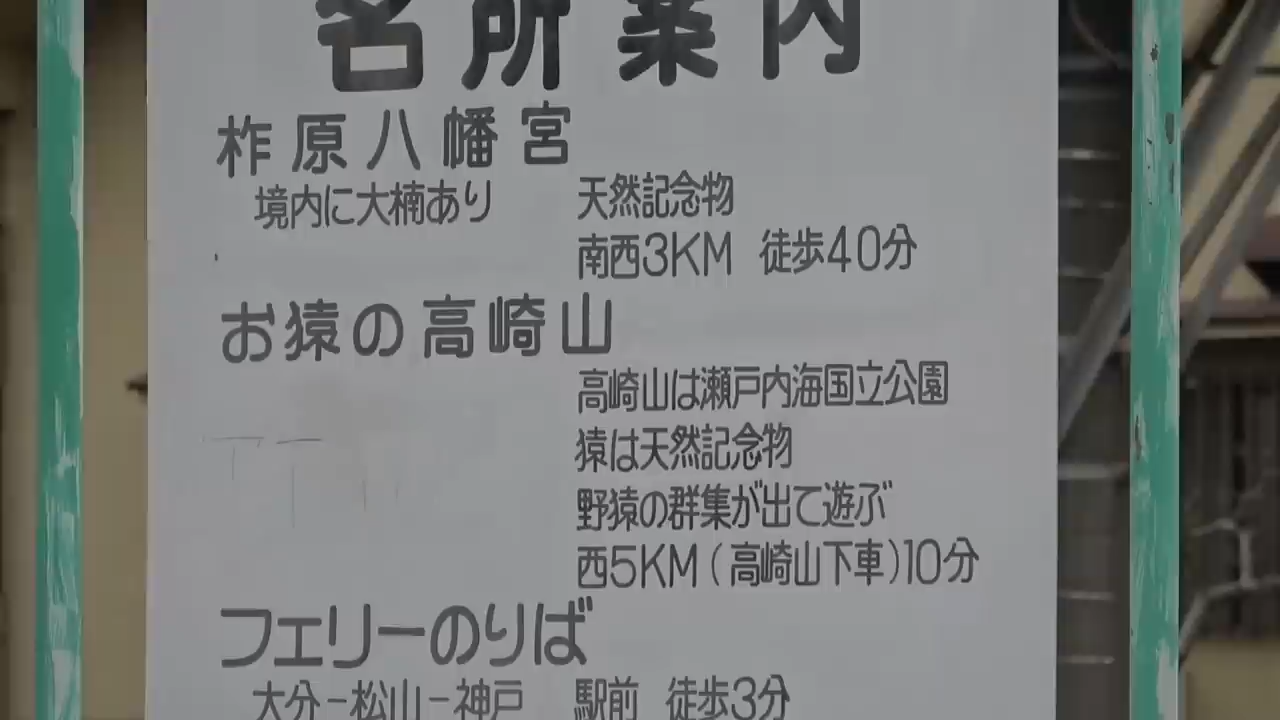 名所案内
柞原八幡宮
境内に大楠あり 天然記念物
南西3KM 徒歩40分
お猿の高崎山
高崎山は瀬戸内海国立公園
猿は天然記念物
野猿の群集が出て遊ぶ
西5KM(高崎山下車)10分
フェリーのりば
大分-松山-神戸 駅前 徒歩3分